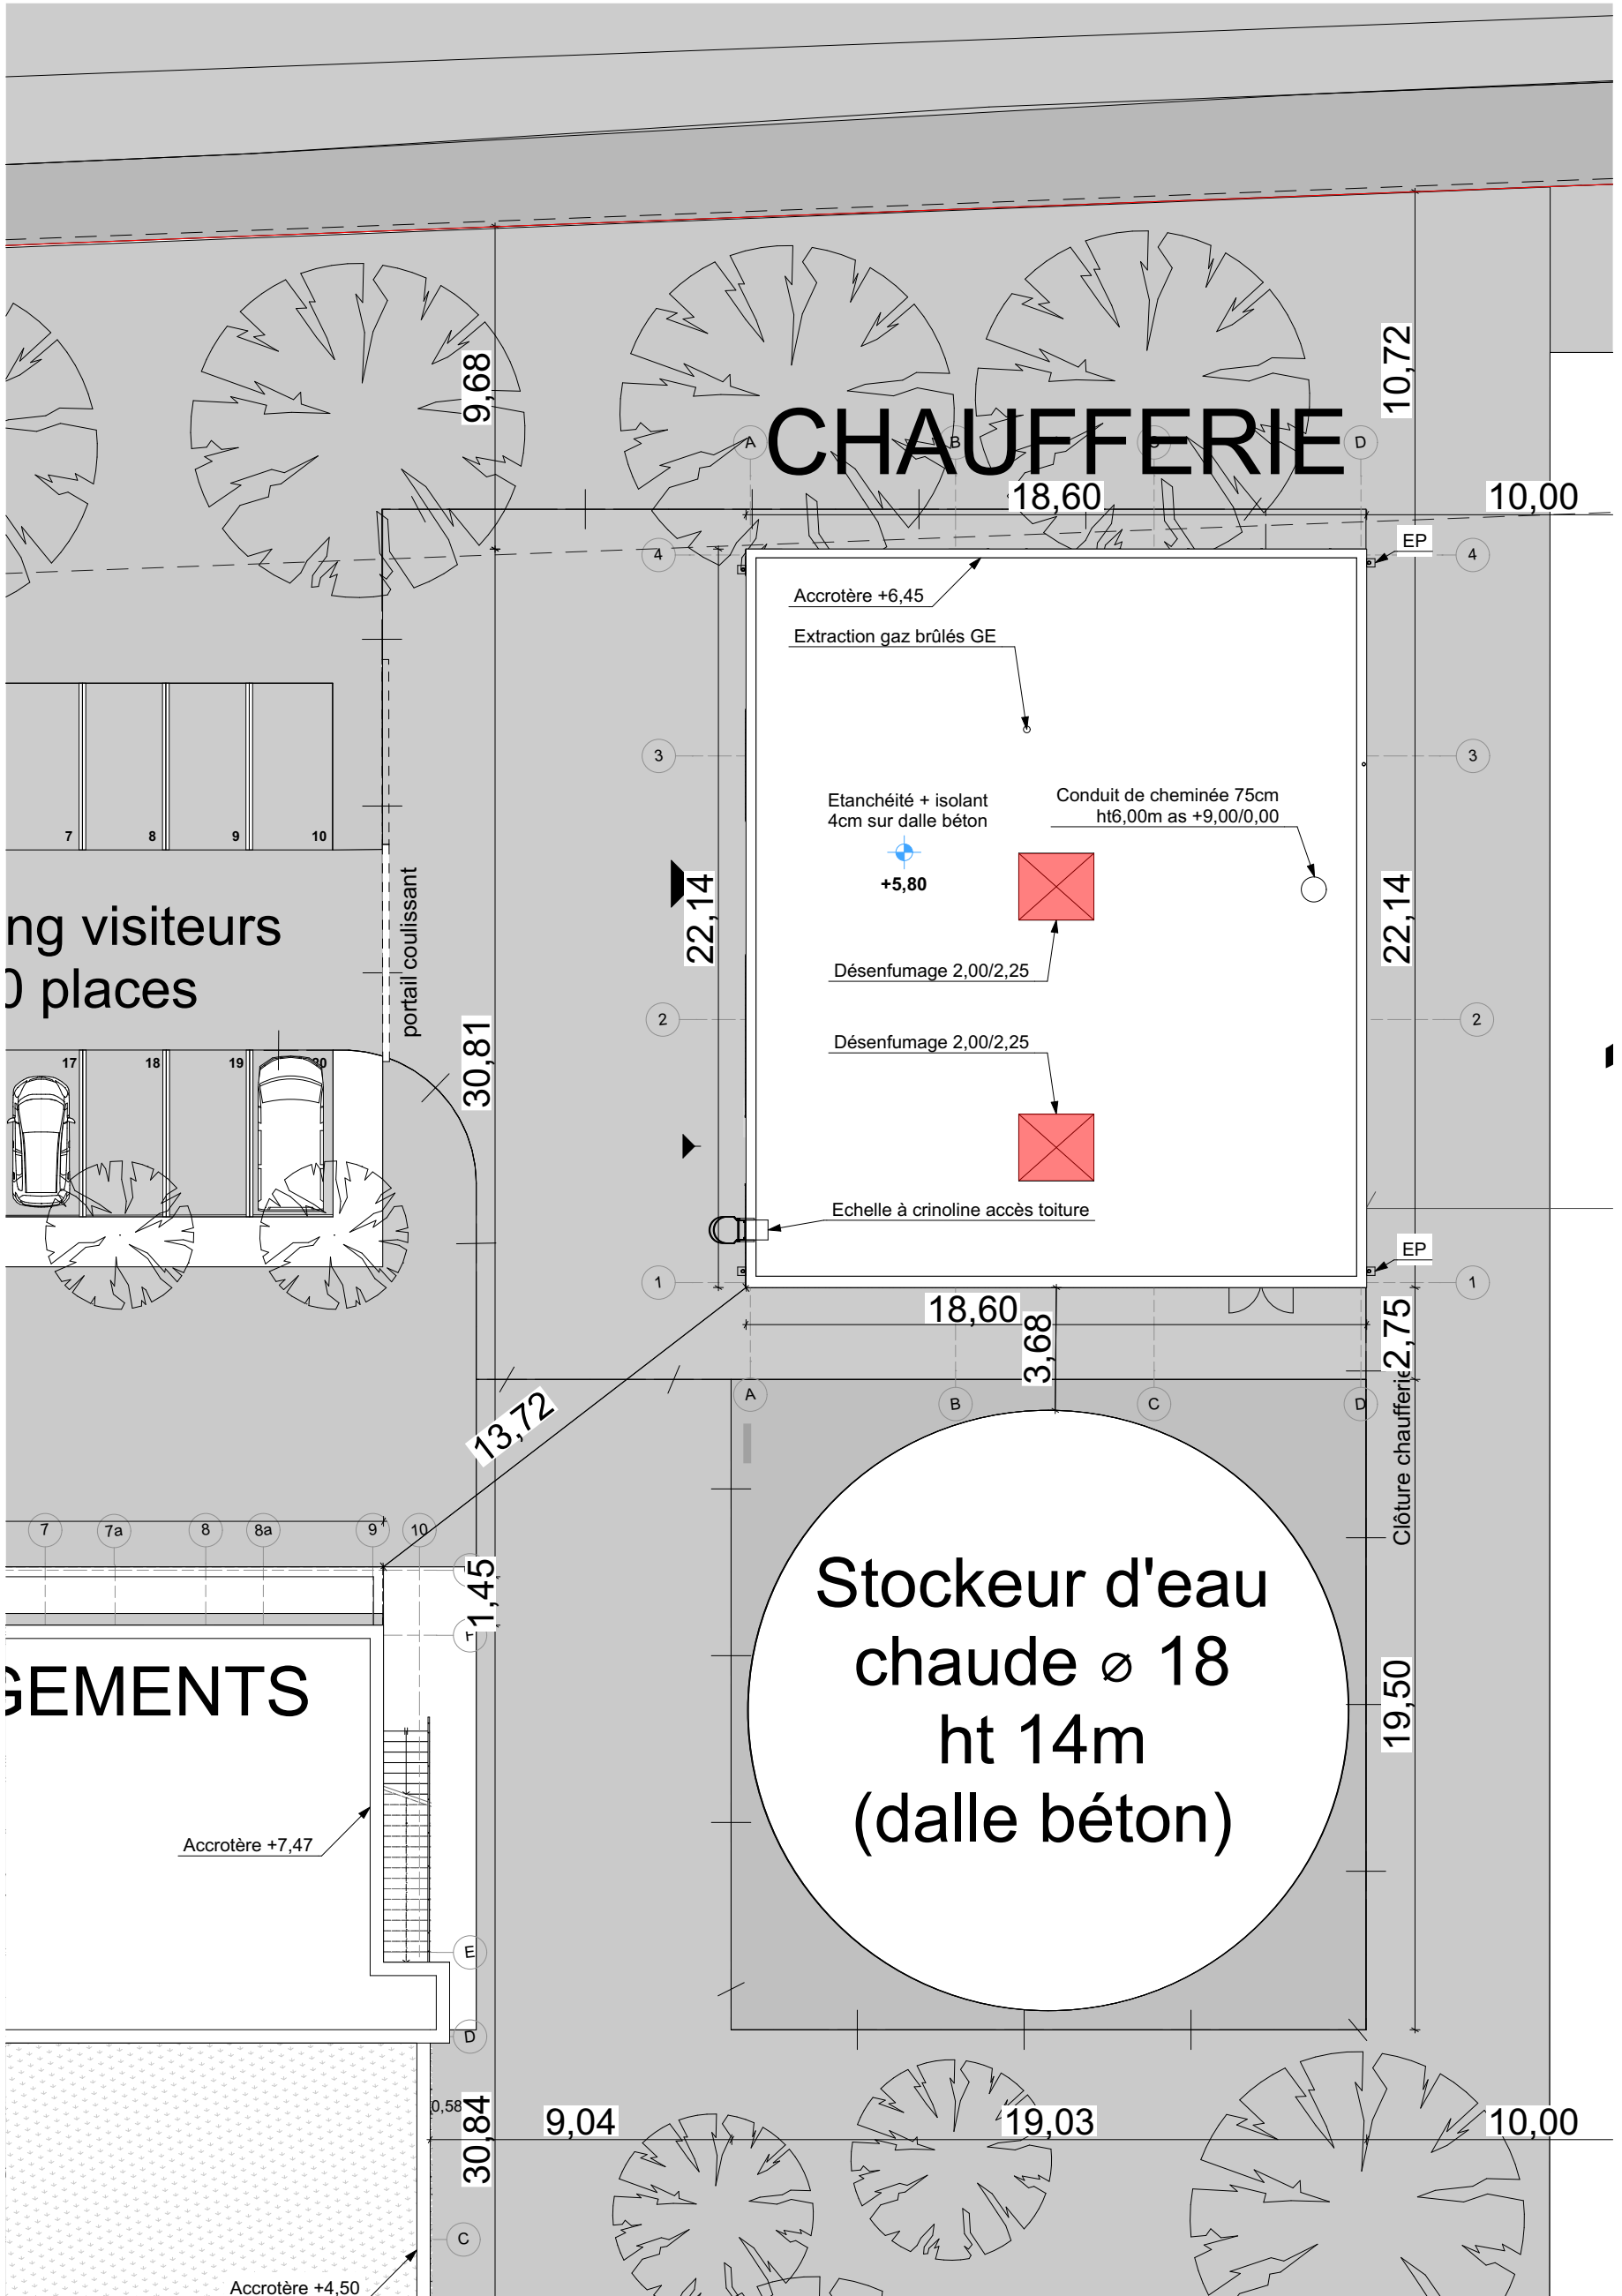 9,68
10,72
CHAUFFERIE
A
B
C
D
18,60
10,00
4
EP
4
Accrotère +6,45
Extraction gaz brûlés GE
3
3
Etanchéité + isolant
4cm sur dalle béton
+5,80
Conduit de cheminée 75cm
ht6,00m as +9,00/0,00
7
8
9
10
portail coulissant
22,14
22,14
ng visiteurs
0 places
Désenfumage 2,00/2,25
2
2
Désenfumage 2,00/2,25
30,81
17
18
19
20
Echelle à crinoline accès toiture
EP
1
1
18,60
3,68
2,75
A
B
C
D
13,72
Clôture chaufferie
7
7a
8
8a
9
10
1,45
F
Stockeur d'eau
chaude ⌀ 18
ht 14m
(dalle béton)
GEMENTS
19,50
Accrotère +7,47
E
D
0,58
30,84
9,04
19,03
10,00
C
Accrotère +4,50